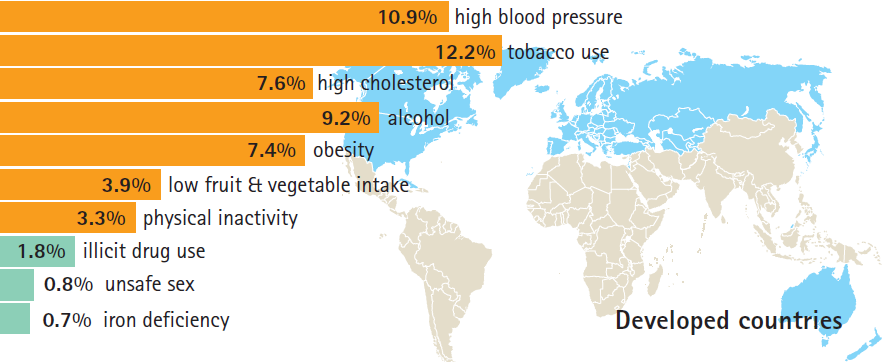 10.9% high blood pressure
12.2% tobacco use
7.6% high cholesterol
9.2% alcohol
7.4% obesity
3.9% low fruit & vegetable intake
3.3% physical inactivity
1.8% illicit drug use
0.8% unsafe sex
0.7% iron deficiency
Developed countries